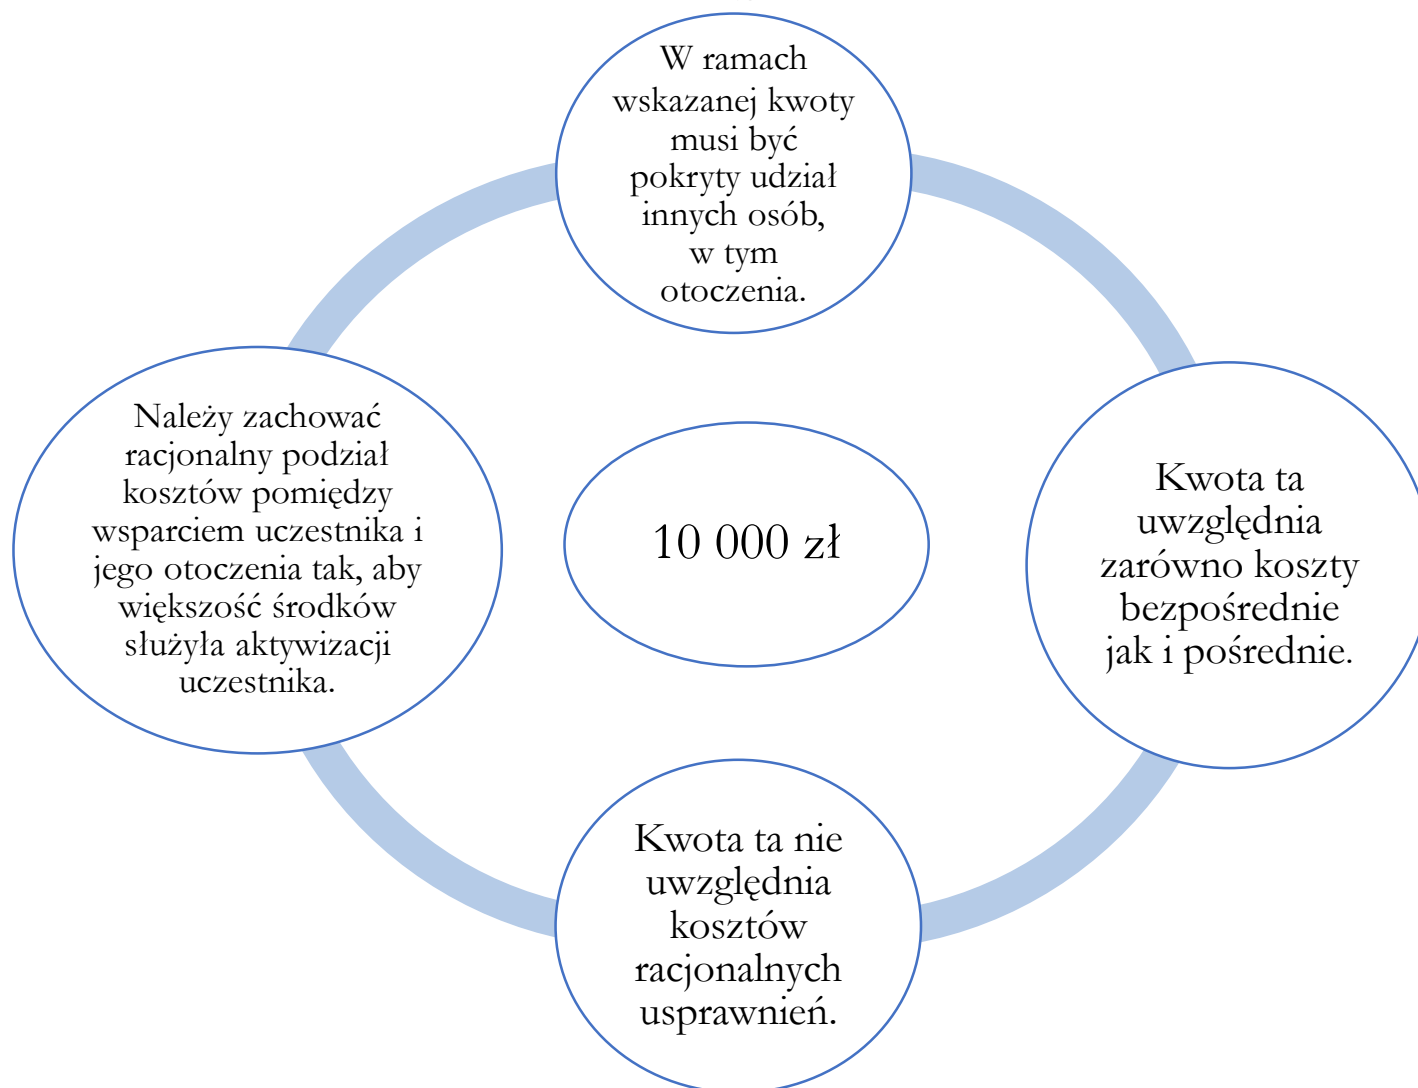 W ramach
wskazanej kwoty
musi być
pokryty udział
innych osób,
w tym
otoczenia.
Należy zachować
racjonalny podział
kosztów pomiędzy
wsparciem uczestnika i
jego otoczenia tak, aby
większość środków
służyła aktywizacji
uczestnika.
10 000 zł
Kwota ta
uwzględnia
zarówno koszty
bezpośrednie
jak i pośrednie.
Kwota ta nie
uwzględnia
kosztów
racjonalnych
usprawnień.